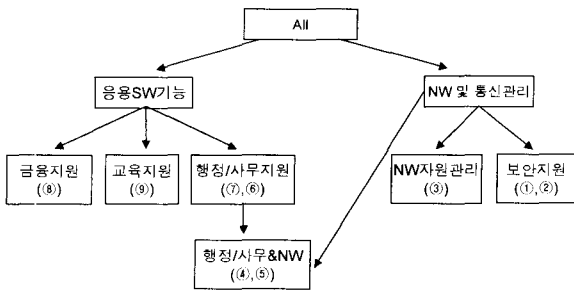 All
응용SW기능
NW 및 통신관리
금융지원
(⑧)
교육지원
(⑨)
행정/사무지원
(⑦,⑥)
NW자원관리
(③)
보안지원
(①,②)
행정/사무&NW
(④,⑤)